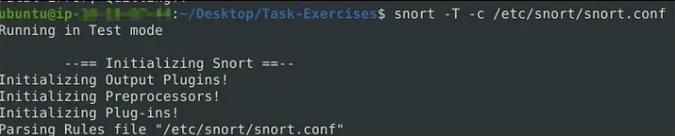 ubuntu@ip-:~/Desktop/Task-Exercises$ snort -T -c /etc/snort/snort.conf
Running in Test mode
--== Initializing Snort ==--
Initializing Output Plugins!
Initializing Preprocessors!
Initializing Plug-ins!
Parsing Rules file "/etc/snort/snort.conf"